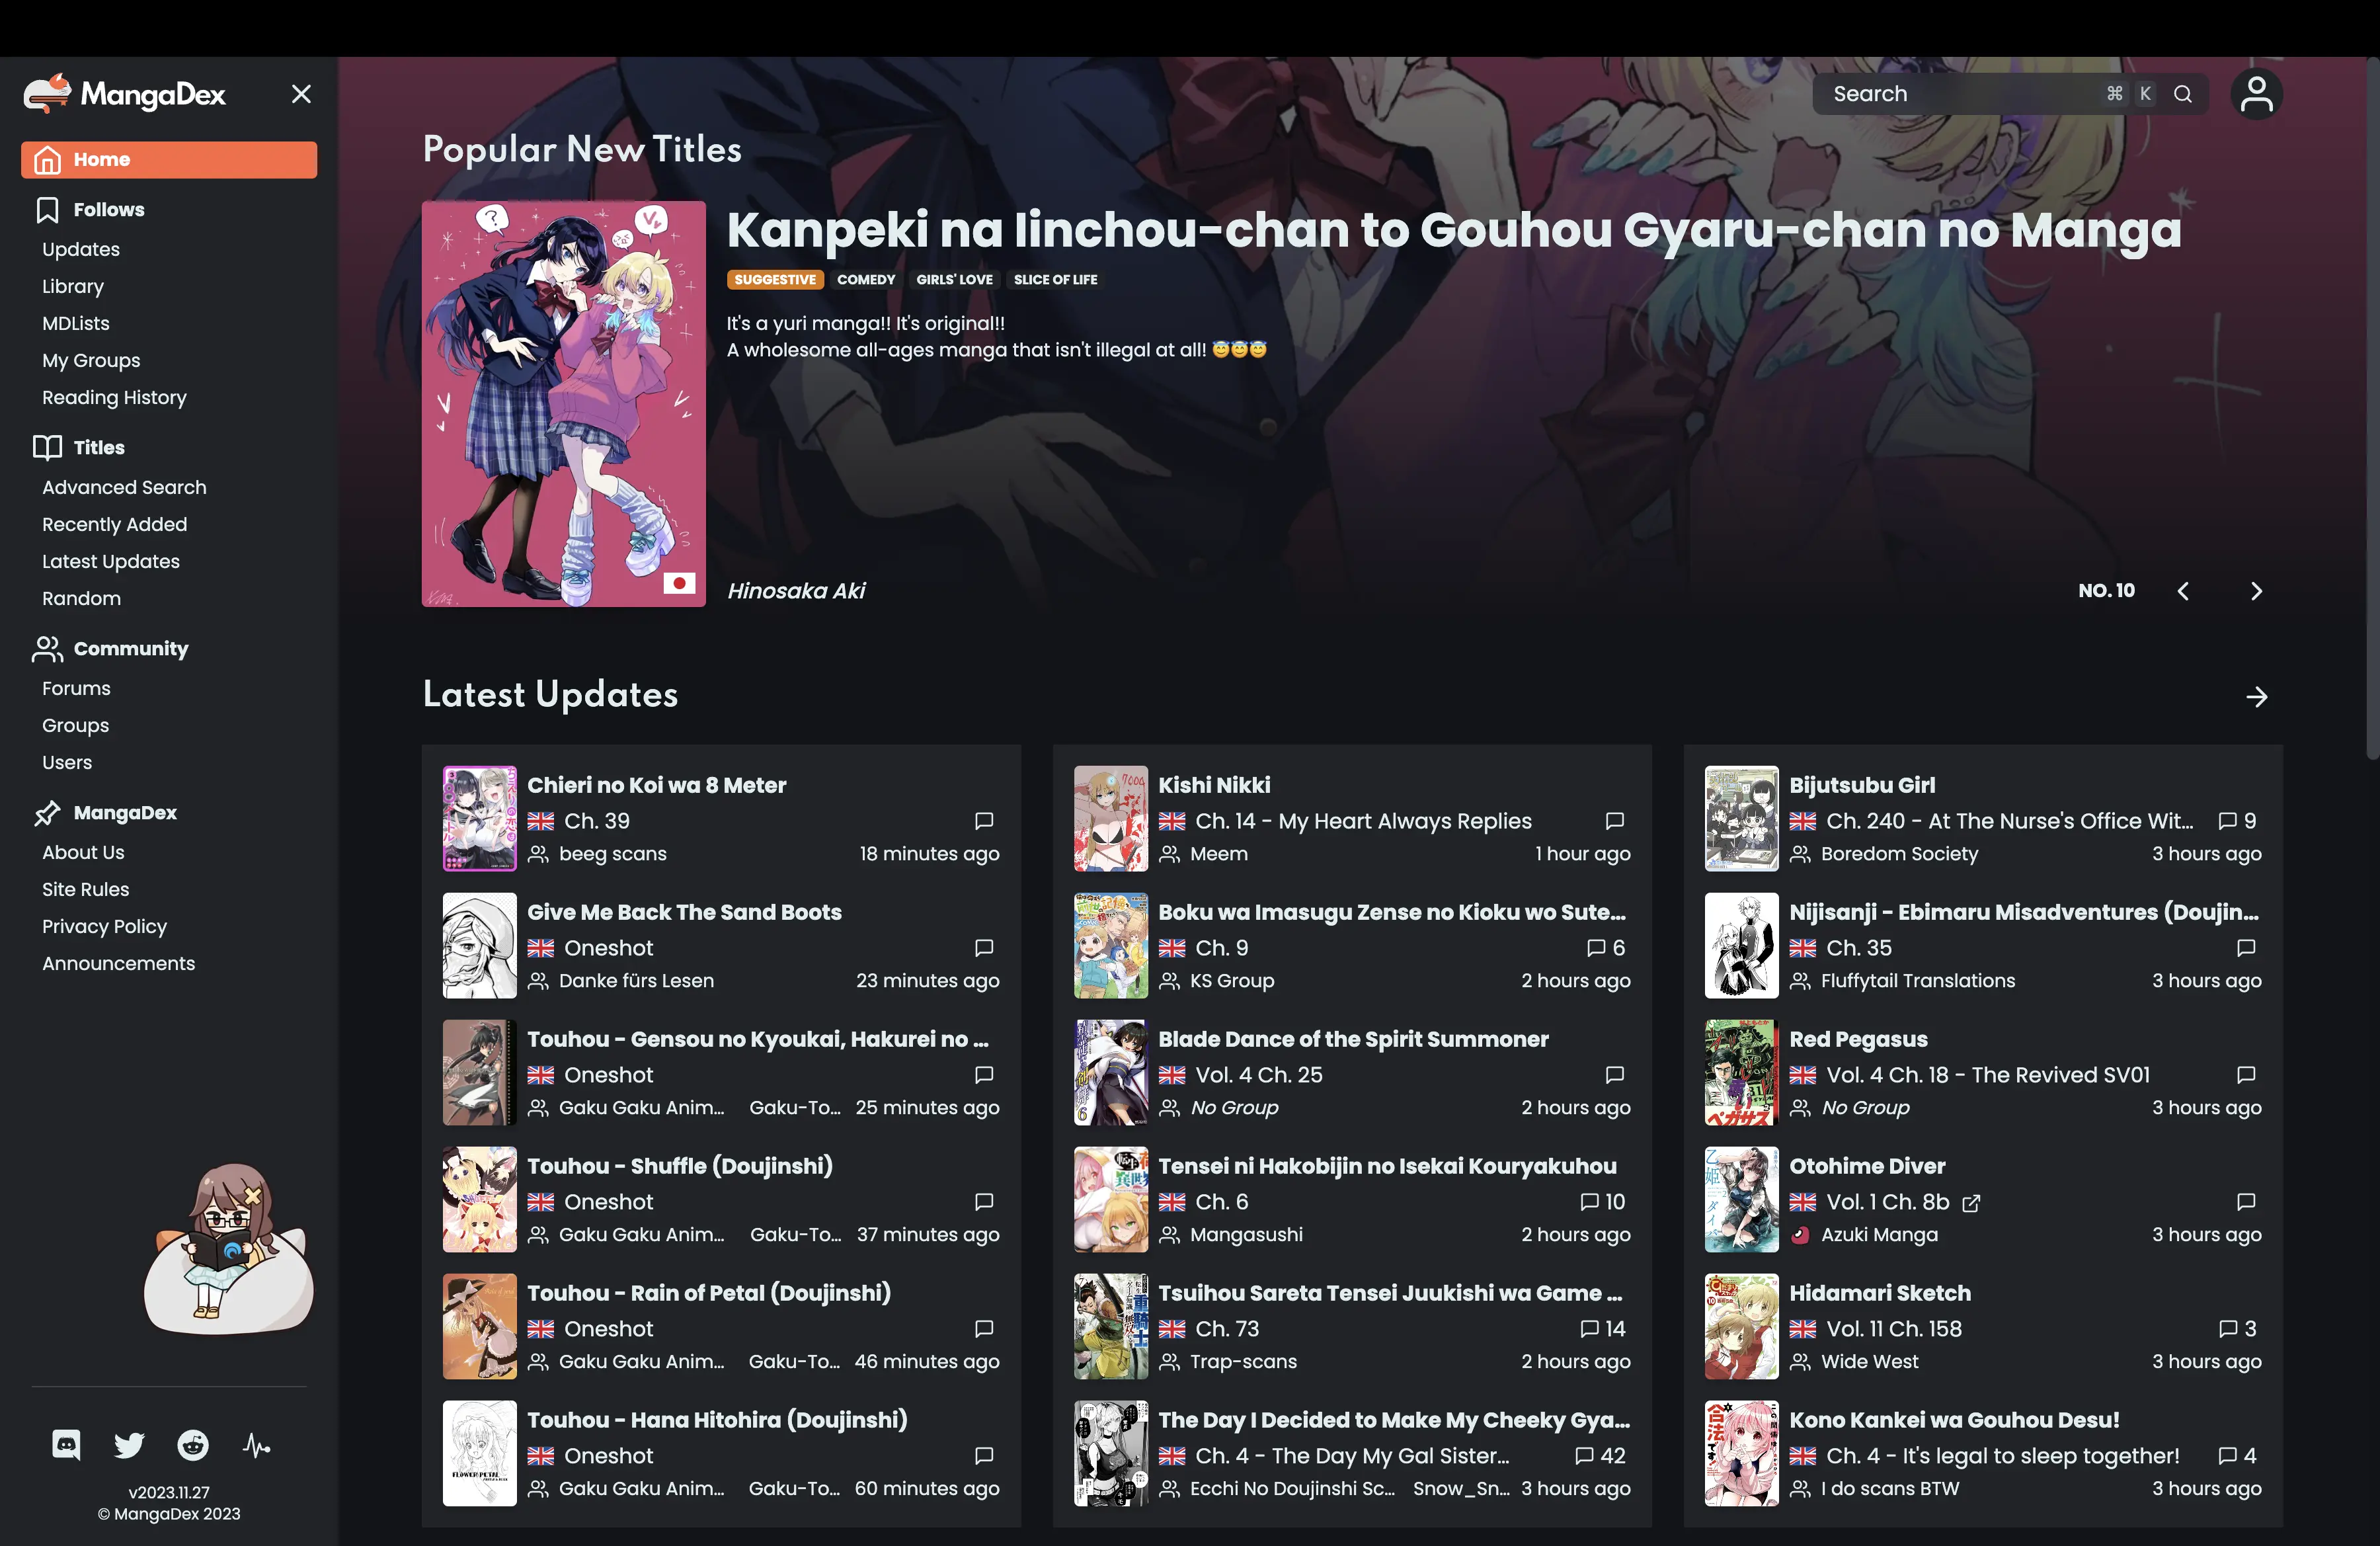 MangaDex
Home
Follows
Updates
Library
MDLists
My Groups
Reading History
Titles
Advanced Search
Recently Added
Latest Updates
Random
Community
Forums
Groups
Users
MangaDex
About Us
Site Rules
Privacy Policy
Announcements
v2023.11.27
© MangaDex 2023
Search ⌘ K
Popular New Titles
Kanpeki na Iinchou-chan to Gouhou Gyaru-chan no Manga
SUGGESTIVE COMEDY GIRLS' LOVE SLICE OF LIFE
It's a yuri manga!! It's original!!
A wholesome all-ages manga that isn't illegal at all! 😇😇😇
Hinosaka Aki
NO. 10
Latest Updates
Chieri no Koi wa 8 Meter
Ch. 39
beeg scans 18 minutes ago
Give Me Back The Sand Boots
Oneshot
Danke fürs Lesen 23 minutes ago
Touhou - Gensou no Kyoukai, Hakurei no ...
Oneshot
Gaku Gaku Anim... Gaku-To... 25 minutes ago
Touhou - Shuffle (Doujinshi)
Oneshot
Gaku Gaku Anim... Gaku-To... 37 minutes ago
Touhou - Rain of Petal (Doujinshi)
Oneshot
Gaku Gaku Anim... Gaku-To... 46 minutes ago
Touhou - Hana Hitohira (Doujinshi)
Oneshot
Gaku Gaku Anim... Gaku-To... 60 minutes ago
Kishi Nikki
Ch. 14 - My Heart Always Replies
Meem 1 hour ago
Boku wa Imasugu Zense no Kioku wo Sute...
Ch. 9 6
KS Group 2 hours ago
Blade Dance of the Spirit Summoner
Vol. 4 Ch. 25
No Group 2 hours ago
Tensei ni Hakobijin no Isekai Kouryakuhou
Ch. 6 10
Mangasushi 2 hours ago
Tsuihou Sareta Tensei Juukishi wa Game ...
Ch. 73 14
Trap-scans 2 hours ago
The Day I Decided to Make My Cheeky Gya...
Ch. 4 - The Day My Gal Sister... 42
Ecchi No Doujinshi Sc... Snow_Sn... 3 hours ago
Bijutsubu Girl
Ch. 240 - At The Nurse's Office Wit... 9
Boredom Society 3 hours ago
Nijisanji - Ebimaru Misadventures (Doujin...
Ch. 35
Fluffytail Translations 3 hours ago
Red Pegasus
Vol. 4 Ch. 18 - The Revived SV01
No Group 3 hours ago
Otohime Diver
Vol. 1 Ch. 8b
Azuki Manga 3 hours ago
Hidamari Sketch
Vol. 11 Ch. 158 3
Wide West 3 hours ago
Kono Kankei wa Gouhou Desu!
Ch. 4 - It's legal to sleep together! 4
I do scans BTW 3 hours ago